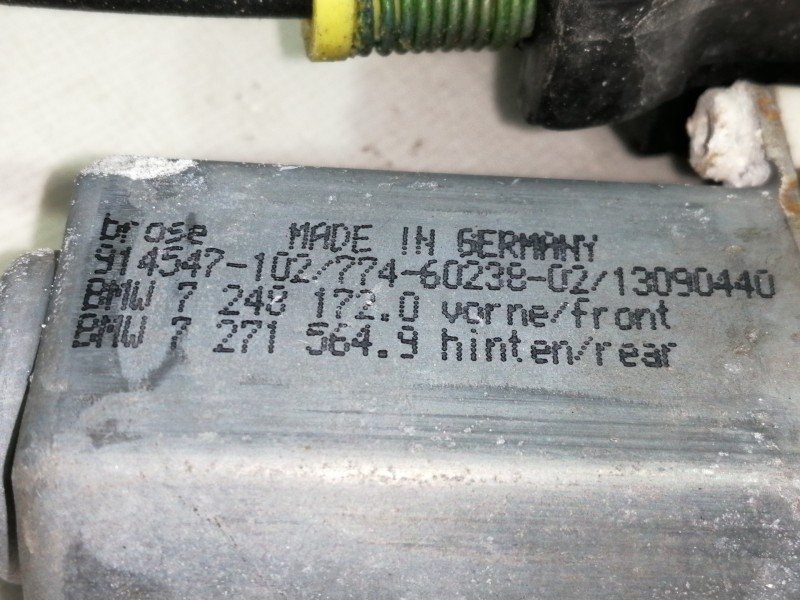 Brose MADE IN GERMANY
914547-102/774-60238-02/13090440
BMW 7 248 172.0 vorne/front
BMW 7 271 564.9 hinten/rear